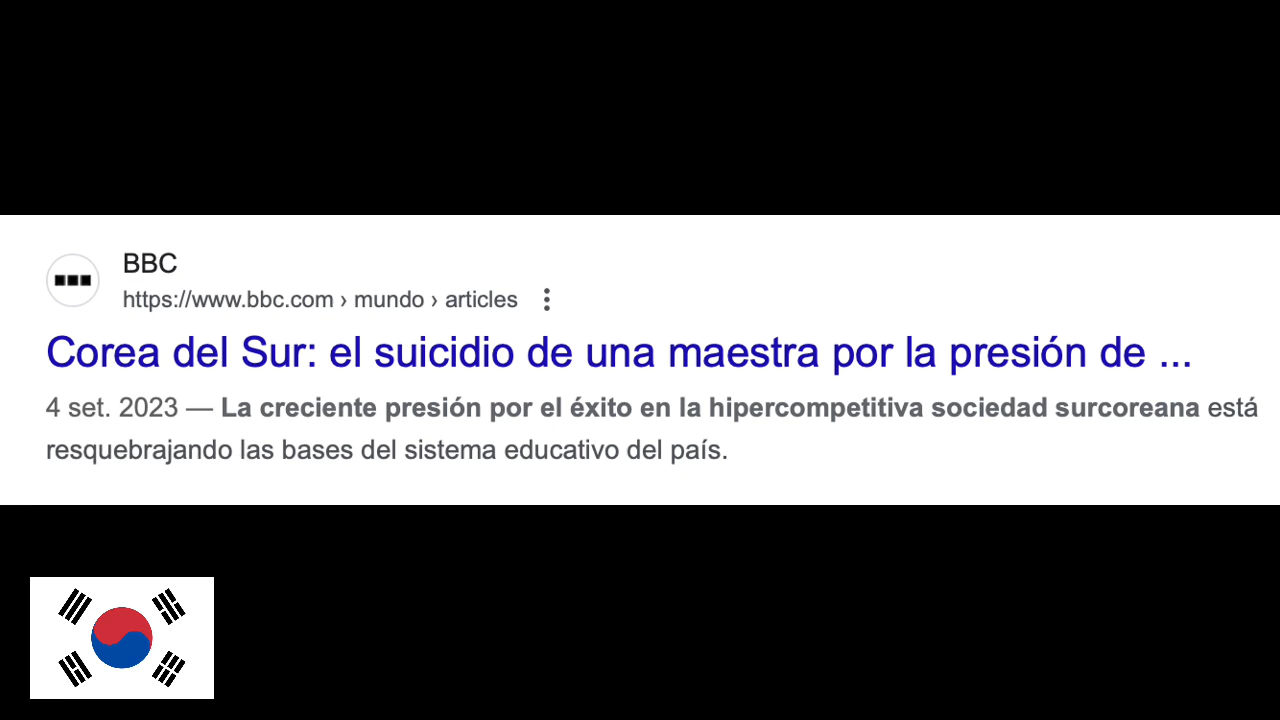 BBC
https://www.bbc.com › mundo › articles
Corea del Sur: el suicidio de una maestra por la presión de ...
4 set. 2023 — La creciente presión por el éxito en la hipercompetitiva sociedad surcoreana está
resquebrajando las bases del sistema educativo del país.